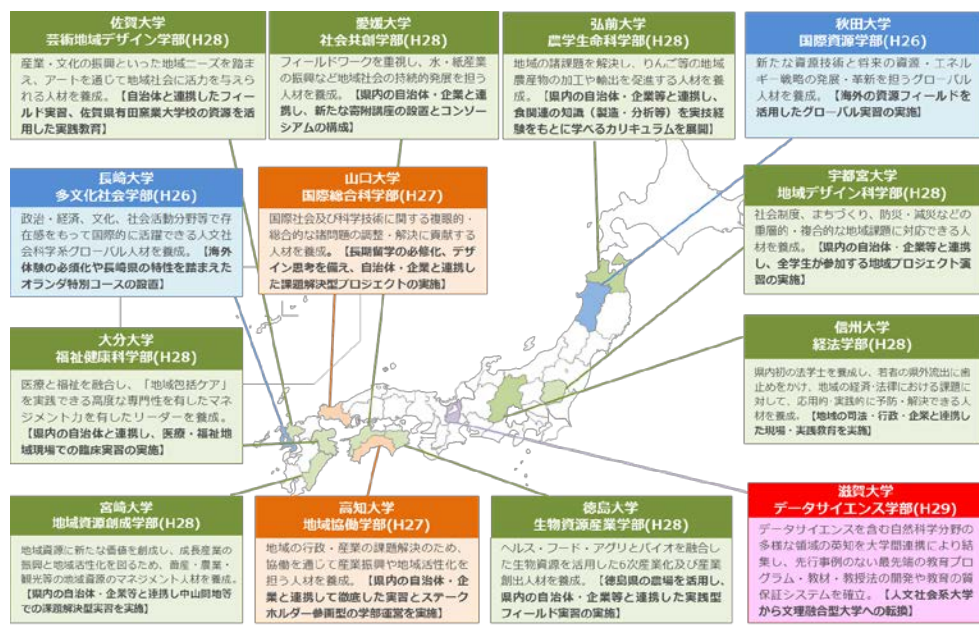 佐賀大学
芸術地域デザイン学部(H28)
産業・文化の振興といった地域ニーズを踏ま
え、アートを通じて地域社会に活力を与えら
れる人材を養成。【自治体と連携したフィー
ルド実習、佐賀県有田窯業大学校の資源を活
用した実践教育】
愛媛大学
社会共創学部(H28)
フィールドワークを重視し、水・紙産業
の振興など地域社会の持続的発展を担う
人材を養成。【県内の自治体・企業と連
携し、新たな寄附講座の設置とコンソー
シアムの構成】
弘前大学
農学生命科学部(H28)
地域の諸課題を解決し、りんご等の地域
農産物の加工や輸出を促進する人材を養
成。【県内の自治体・企業等と連携し、
食関連の知識（製造・分析等）を実技経
験をもとに学べるカリキュラムを展開】
秋田大学
国際資源学部(H26)
新たな資源技術と将来の資源・エネル
ギー戦略の発展・革新を担うグローバル
人材を養成。【海外の資源フィールドを
活用したグローバル実習の実施】
長崎大学
多文化社会学部(H26)
政治・経済、文化、社会活動分野等で存
在感をもって国際的に活躍できる人文社
会科学系グローバル人材を養成。【海外
体験の必須化や長崎県の特性を踏まえた
オランダ特別コースの設置】
山口大学
国際総合科学部(H27)
国際社会及び科学技術に関する複眼的・
総合的な諸問題の調整・解決に貢献する
人材を養成。【長期留学の必修化、デザ
イン思考を備え、自治体・企業と連携し
た課題解決型プロジェクトの実施】
宇都宮大学
地域デザイン科学部(H28)
社会制度、まちづくり、防災・減災などの
重層的・複合的な地域課題に対応できる人
材を養成。【県内の自治体・企業等と連携
し、全学生が参加する地域プロジェクト演
習の実施】
大分大学
福祉健康科学部(H28)
医療と福祉を融合し、「地域包括ケア」
を実践できる高度な専門性を有したマネ
ジメント力を有したリーダーを養成。
【県内の自治体と連携し、医療・福祉地
域現場での臨床実習の実施】
信州大学
経法学部(H28)
県内初の法学士を養成し、若者の県外流出に歯
止めをかけ、地域の経済・法律における課題に
対して、応用的・実践的に予防・解決できる人
材を養成。【地域の司法・行政・企業と連携し
た現場・実践教育を実施】
宮崎大学
地域資源創成学部(H28)
地域資源に新たな価値を創成し、成長産業の
振興と地域活性化を図るため、畜産・農業・
観光等の地域資源のマネジメント人材を養成。
【県内の自治体・企業等と連携し中山間地等
での課題解決型実習を実施】
高知大学
地域協働学部(H27)
地域の行政・産業の課題解決のため、
協働を通じて産業振興や地域活性化を
担う人材を養成。【県内の自治体・企
業と連携して徹底した実習とステーク
ホルダー参画型の学部運営を実施】
徳島大学
生物資源産業学部(H28)
ヘルス・フード・アグリとバイオを融合し
た生物資源を活用した6次産業化及び産業
創出人材を養成。【徳島県の農場を活用し、
県内の自治体・企業等と連携した実践型
フィールド実習の実施】
滋賀大学
データサイエンス学部(H29)
データサイエンスを含む自然科学分野の
多様な領域の英知を大学間連携により結
集し、先行事例のない最先端の教育プロ
グラム・教材・教授法の開発や教育の質
保証システムを確立。【人文社会系大学
から文理融合型大学への転換】